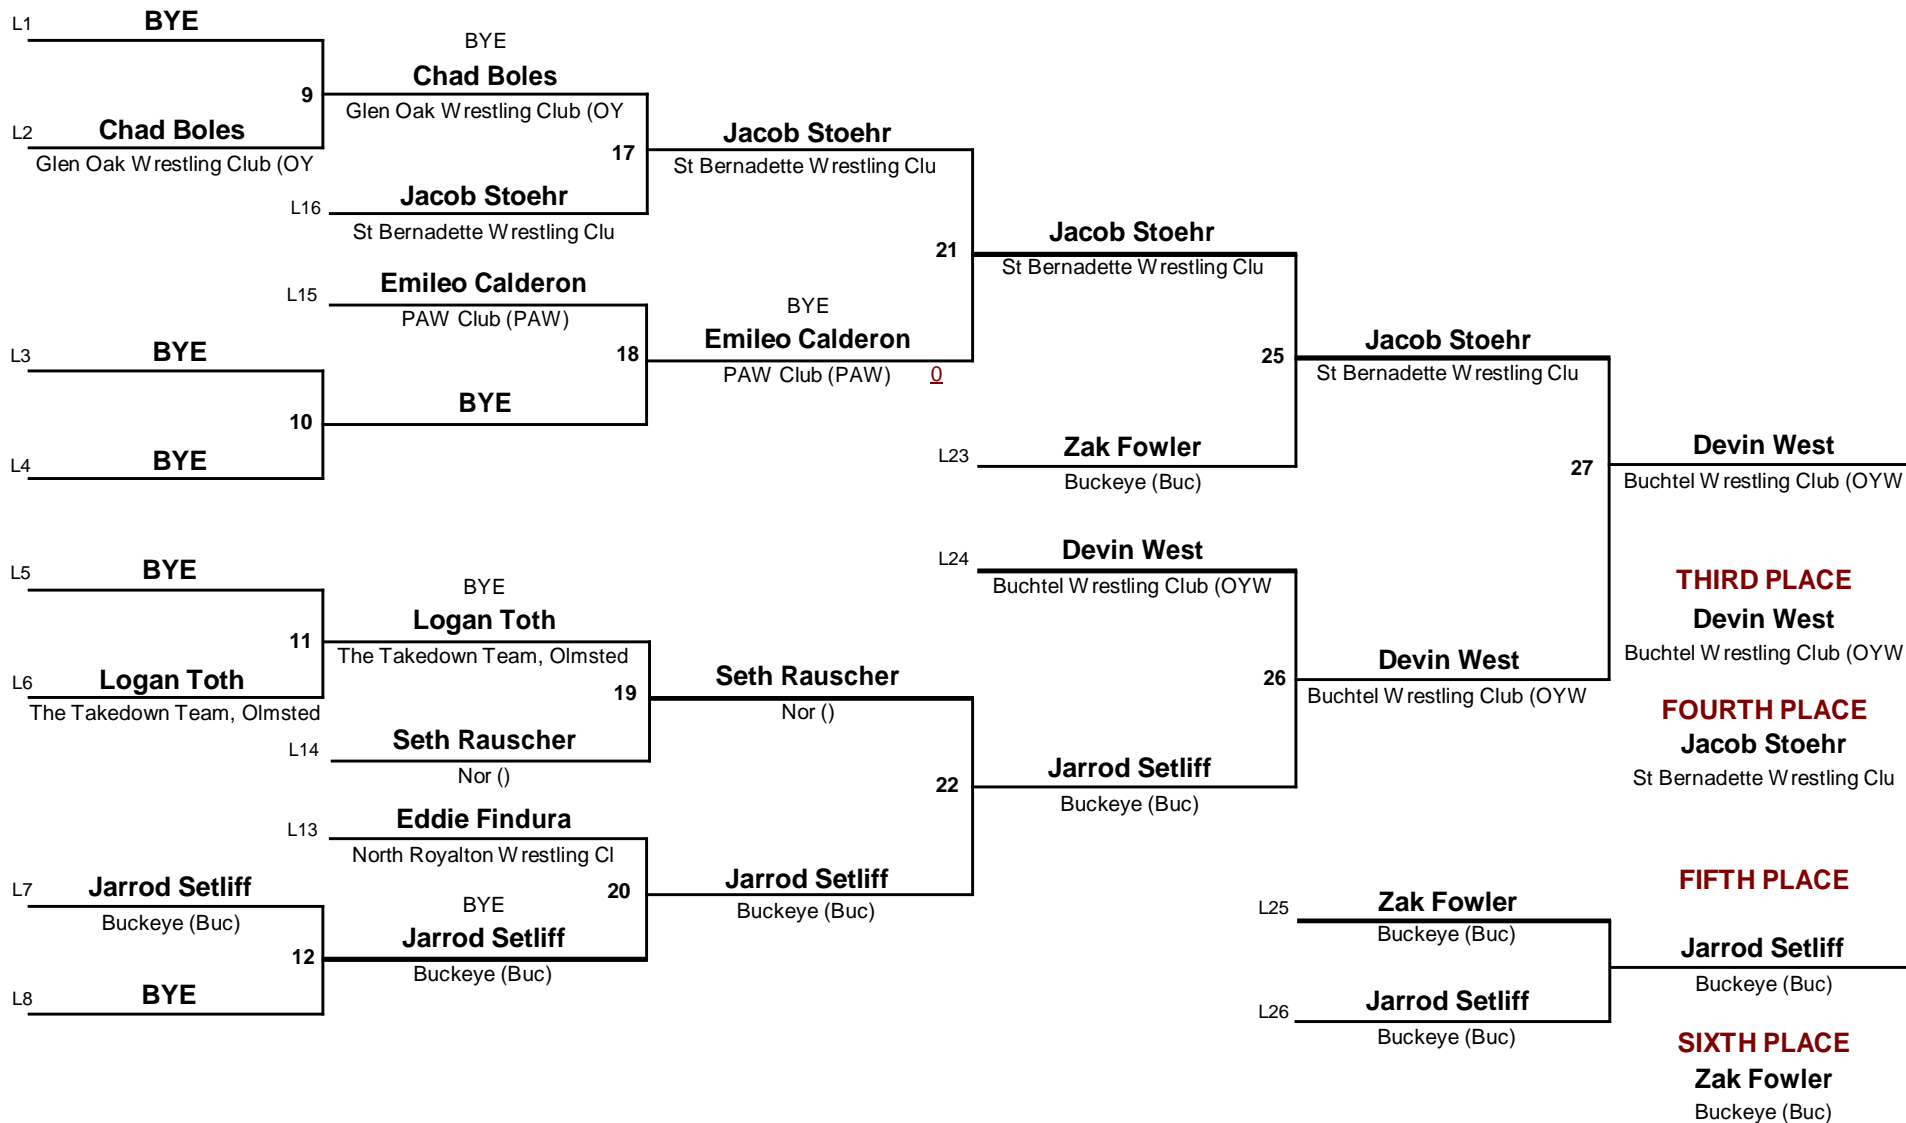 L1
BYE
BYE
Chad Boles
9
Glen Oak Wrestling Club (OY
L2
Chad Boles
Glen Oak Wrestling Club (OY
17
Jacob Stoehr
St Bernadette Wrestling Clu
L16
Jacob Stoehr
St Bernadette Wrestling Clu
21
Jacob Stoehr
St Bernadette Wrestling Clu
L15
Emileo Calderon
PAW Club (PAW)
BYE
L3
BYE
18
Emileo Calderon
PAW Club (PAW)
0
10
BYE
L4
BYE
25
Jacob Stoehr
St Bernadette Wrestling Clu
L23
Zak Fowler
Buckeye (Buc)
27
Devin West
Buchtel Wrestling Club (OYW
L5
BYE
BYE
Logan Toth
11
The Takedown Team, Olmsted
L6
Logan Toth
The Takedown Team, Olmsted
19
Seth Rauscher
Nor ()
L14
Seth Rauscher
Nor ()
L24
Devin West
Buchtel Wrestling Club (OYW
26
Devin West
Buchtel Wrestling Club (OYW
THIRD PLACE
Devin West
Buchtel Wrestling Club (OYW
FOURTH PLACE
Jacob Stoehr
St Bernadette Wrestling Clu
22
Jarrod Setliff
Buckeye (Buc)
L13
Eddie Findura
North Royalton Wrestling Cl
L7
Jarrod Setliff
Buckeye (Buc)
20
Jarrod Setliff
Buckeye (Buc)
BYE
12
Jarrod Setliff
Buckeye (Buc)
L8
BYE
FIFTH PLACE
L25
Zak Fowler
Buckeye (Buc)
Jarrod Setliff
Buckeye (Buc)
L26
Jarrod Setliff
Buckeye (Buc)
SIXTH PLACE
Zak Fowler
Buckeye (Buc)